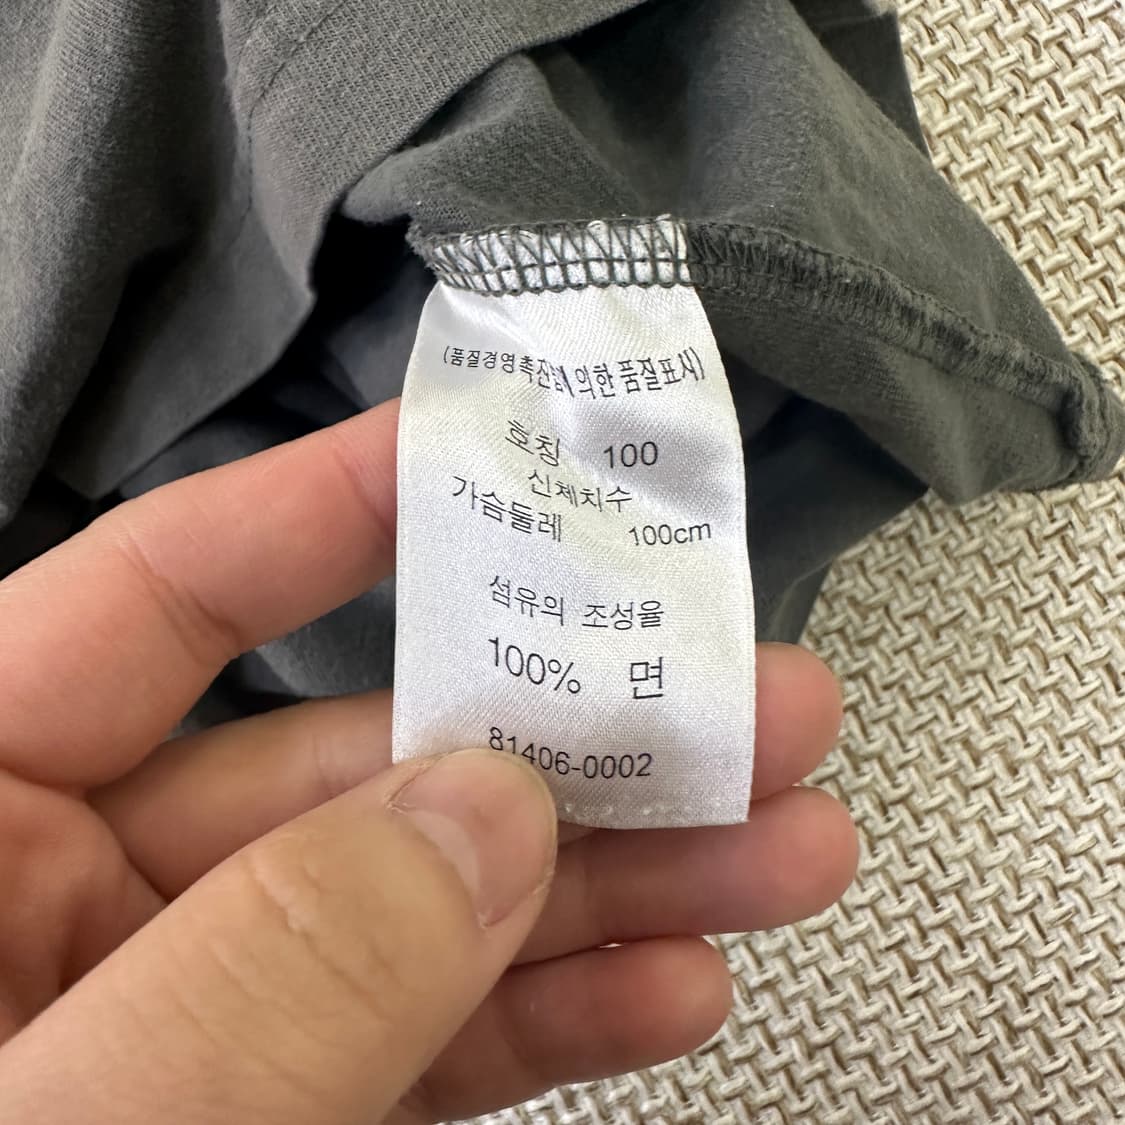 (품질경영촉진법에 의한 품질표시)
호칭 100
신체치수
가슴둘레 100cm
섬유의 조성율
100% 면
81406-0002